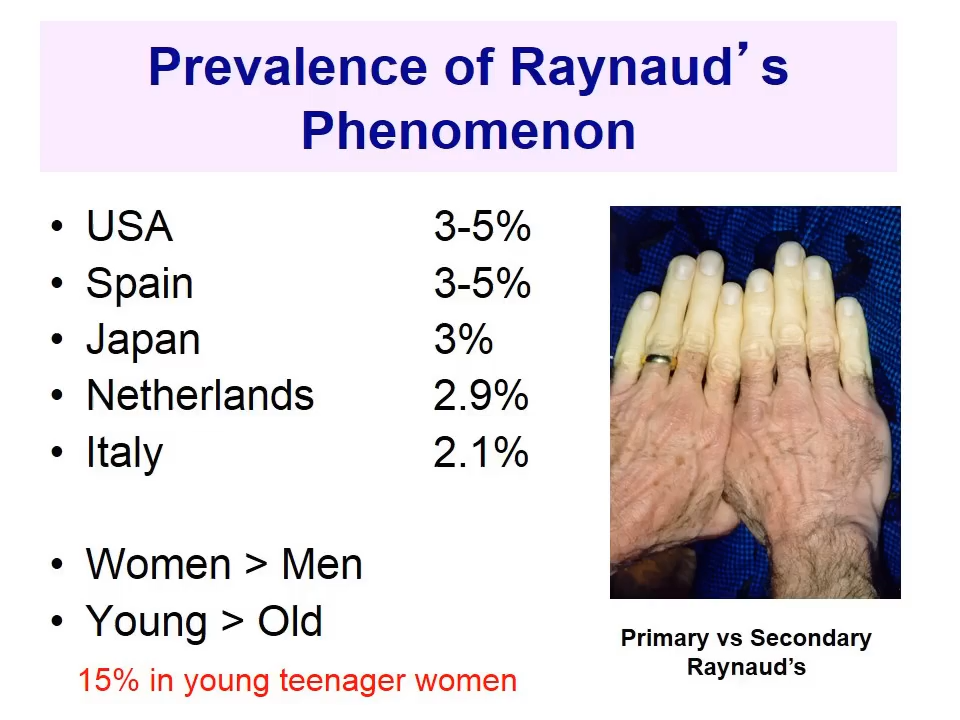 Prevalence of Raynaud’s
Phenomenon
• USA 3-5%
• Spain 3-5%
• Japan 3%
• Netherlands 2.9%
• Italy 2.1%
• Women > Men
• Young > Old
15% in young teenager women
Primary vs Secondary
Raynaud’s